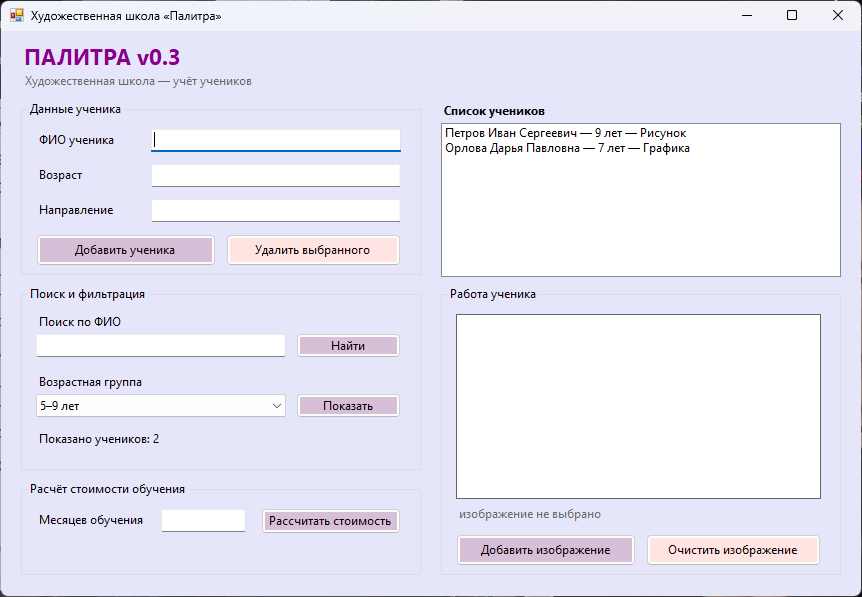 Художественная школа «Палитра»
ПАЛИТРА v0.3
Художественная школа — учёт учеников
Данные ученика
ФИО ученика
Возраст
Направление
Добавить ученика
Удалить выбранного
Список учеников
Петров Иван Сергеевич — 9 лет — Рисунок
Орлова Дарья Павловна — 7 лет — Графика
Поиск и фильтрация
Поиск по ФИО
Найти
Возрастная группа
5–9 лет
Показать
Показано учеников: 2
Расчёт стоимости обучения
Месяцев обучения
Рассчитать стоимость
Работа ученика
изображение не выбрано
Добавить изображение
Очистить изображение